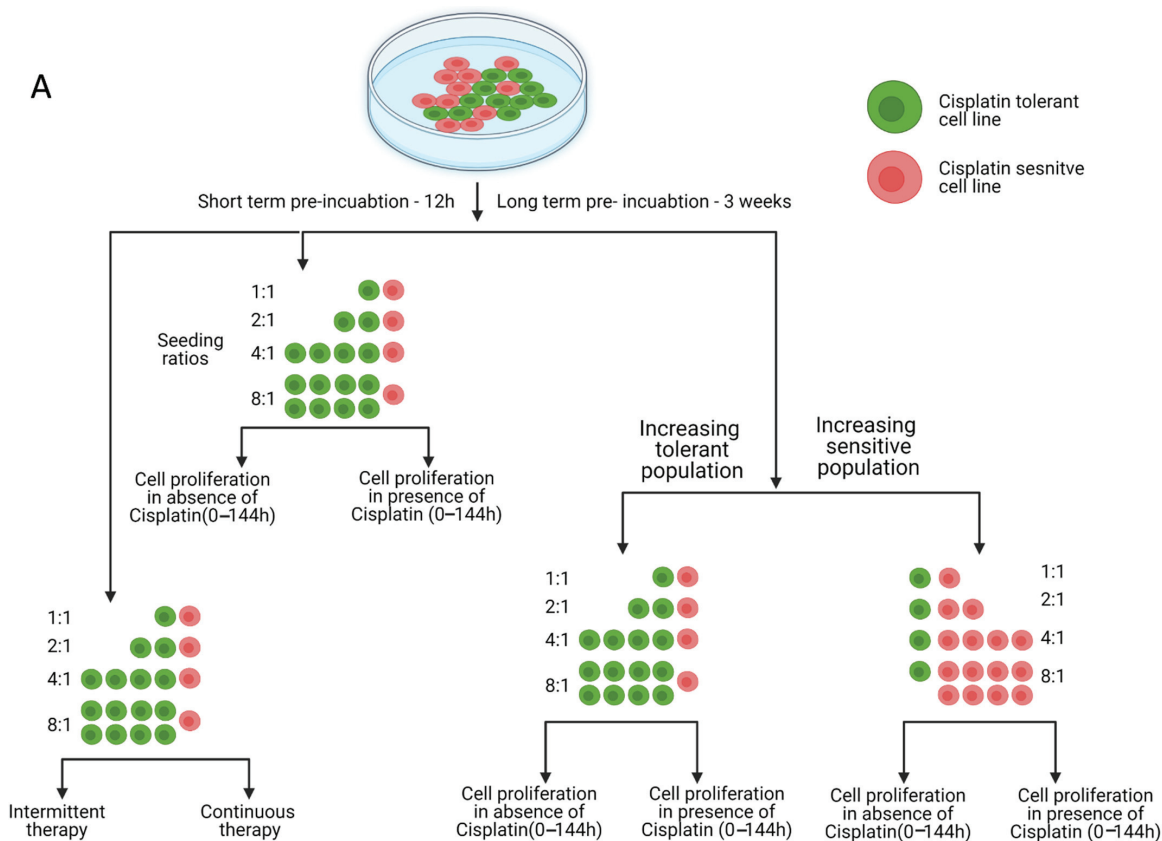 A
Cisplatin tolerant
cell line
Cisplatin sesnitve
cell line
Short term pre-incuabtion - 12h
Long term pre- incuabtion - 3 weeks
Seeding
ratios
1:1
2:1
4:1
8:1
Cell proliferation
in absence of
Cisplatin(0–144h)
Cell proliferation
in presence of
Cisplatin (0–144h)
Increasing
tolerant
population
Increasing
sensitive
population
1:1
2:1
4:1
8:1
Intermittent
therapy
Continuous
therapy
1:1
2:1
4:1
8:1
Cell proliferation
in absence of
Cisplatin(0–144h)
Cell proliferation
in presence of
Cisplatin (0–144h)
1:1
2:1
4:1
8:1
Cell proliferation
in absence of
Cisplatin(0–144h)
Cell proliferation
in presence of
Cisplatin (0–144h)